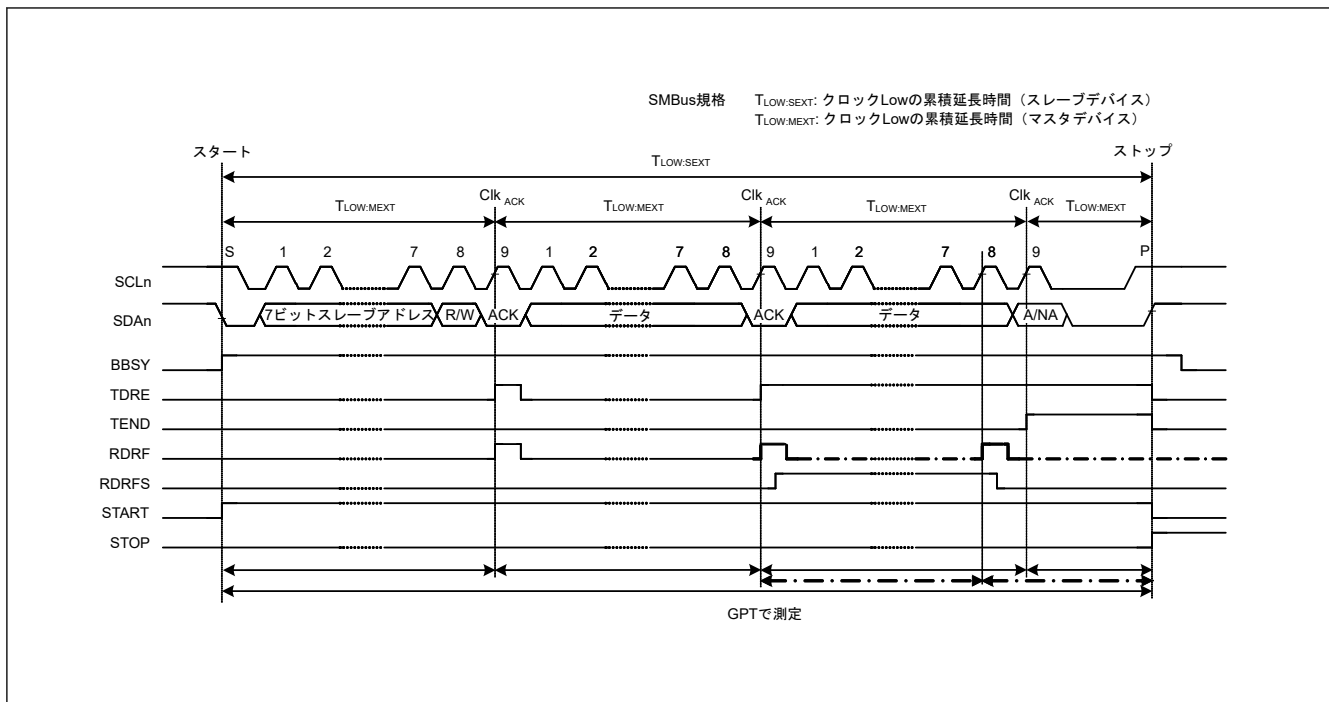 SMBus規格 TLOW:SEXT: クロックLowの累積延長時間（スレーブデバイス）
TLOW:MEXT: クロックLowの累積延長時間（マスタデバイス）
スタート ストップ
TLOW:SEXT
Clk ACK Clk ACK Clk ACK
TLOW:MEXT TLOW:MEXT TLOW:MEXT TLOW:MEXT
S 1 2 7 8 9 1 2 7 8 9 1 2 7 8 9 P
SCLn
SDAn 7ビットスレーブアドレス R/W ACK データ ACK データ A/NA
BBSY
TDRE
TEND
RDRF
RDRFS
START
STOP
GPTで測定